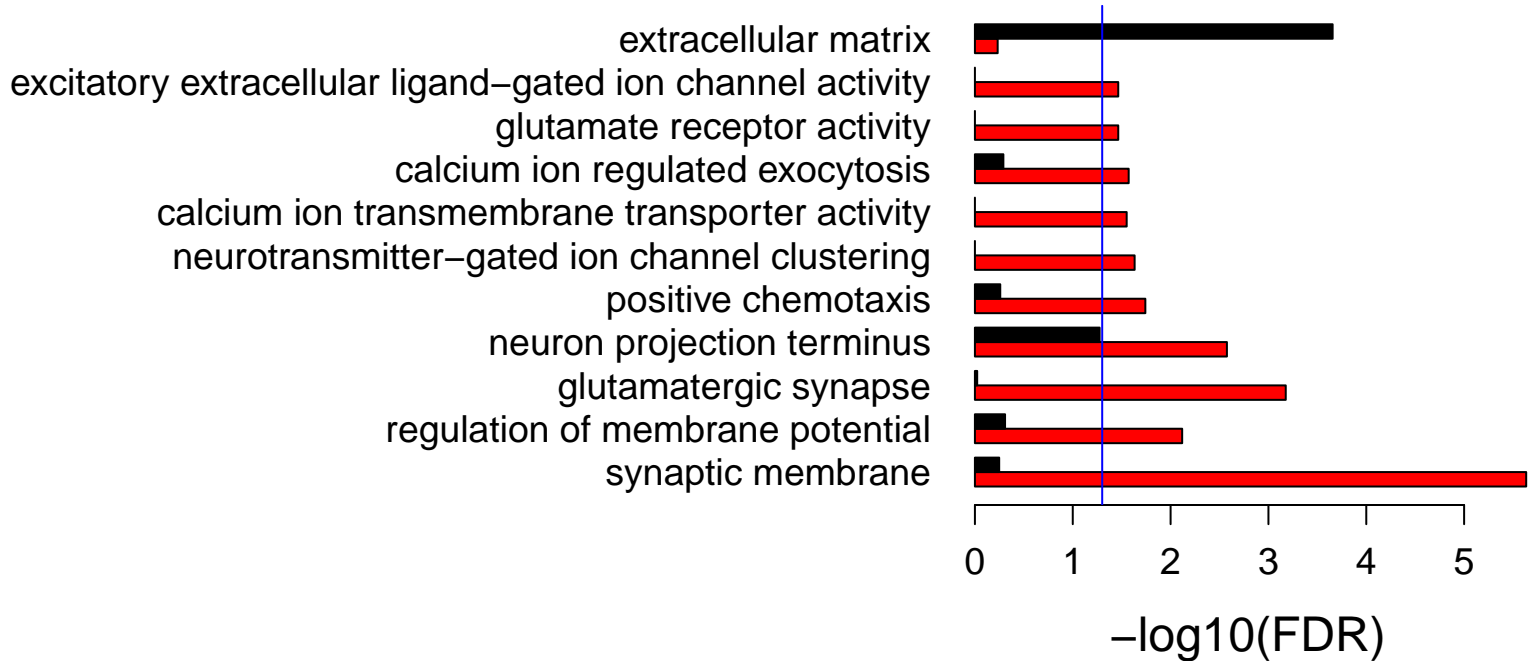 extracellular matrix
excitatory extracellular ligand−gated ion channel activity
glutamate receptor activity
calcium ion regulated exocytosis
calcium ion transmembrane transporter activity
neurotransmitter−gated ion channel clustering
positive chemotaxis
neuron projection terminus
glutamatergic synapse
regulation of membrane potential
synaptic membrane
0 1 2 3 4 5
−log10(FDR)